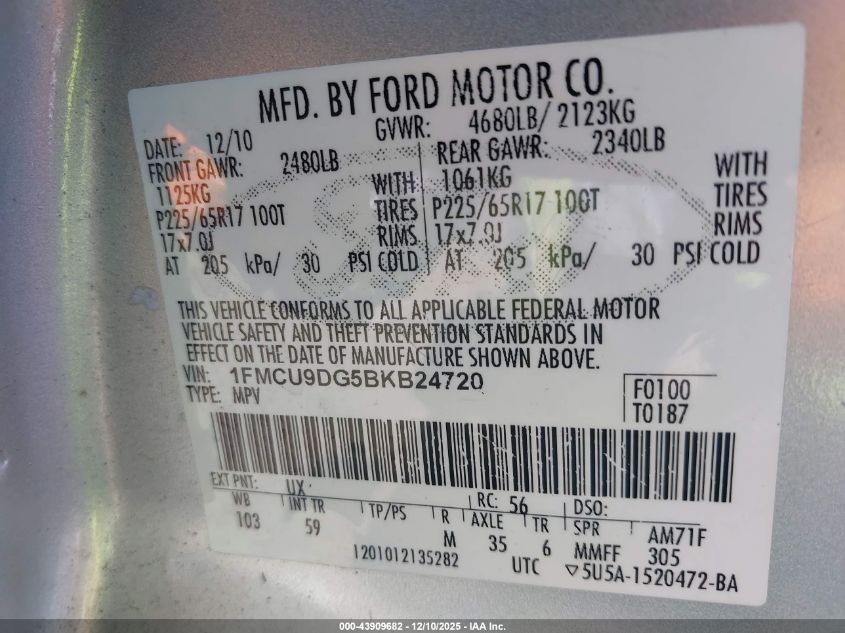 MFD. BY FORD MOTOR CO.
DATE: 12/10 GVWR: 4680LB/ 2123KG
FRONT GAWR: 2480LB REAR GAWR: 2340LB
1125KG WITH 1061KG WITH
P225/65R17 100T TIRES P225/65R17 100T TIRES
17x7.0J RIMS 17x7.0J RIMS
AT 205 kPa/ 30 PSI COLD AT 205 kPa/ 30 PSI COLD
THIS VEHICLE CONFORMS TO ALL APPLICABLE FEDERAL MOTOR
VEHICLE SAFETY AND THEFT PREVENTION STANDARDS IN
EFFECT ON THE DATE OF MANUFACTURE SHOWN ABOVE.
VIN: 1FMCU9DG5BKB24720
TYPE: MPV
F0100
T0187
EXT PNT: UX RC: 56 DSO:
WB INT TR TP/PS R AXLE TR SPR AM71F
103 59 M 35 6 MMFF 305
1201012135282 UTC ▽5U5A-1520472-BA
000-43909682 - 12/10/2025 - IAA Inc.